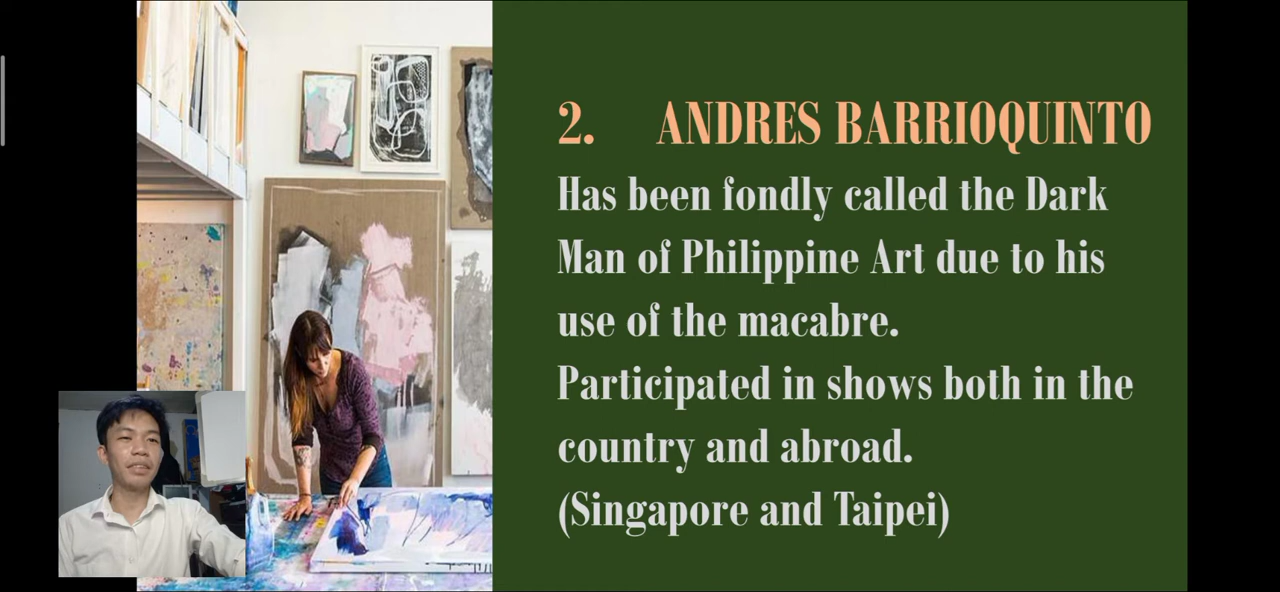 2. ANDRES BARRIOQUINTO
Has been fondly called the Dark
Man of Philippine Art due to his
use of the macabre.
Participated in shows both in the
country and abroad.
(Singapore and Taipei)